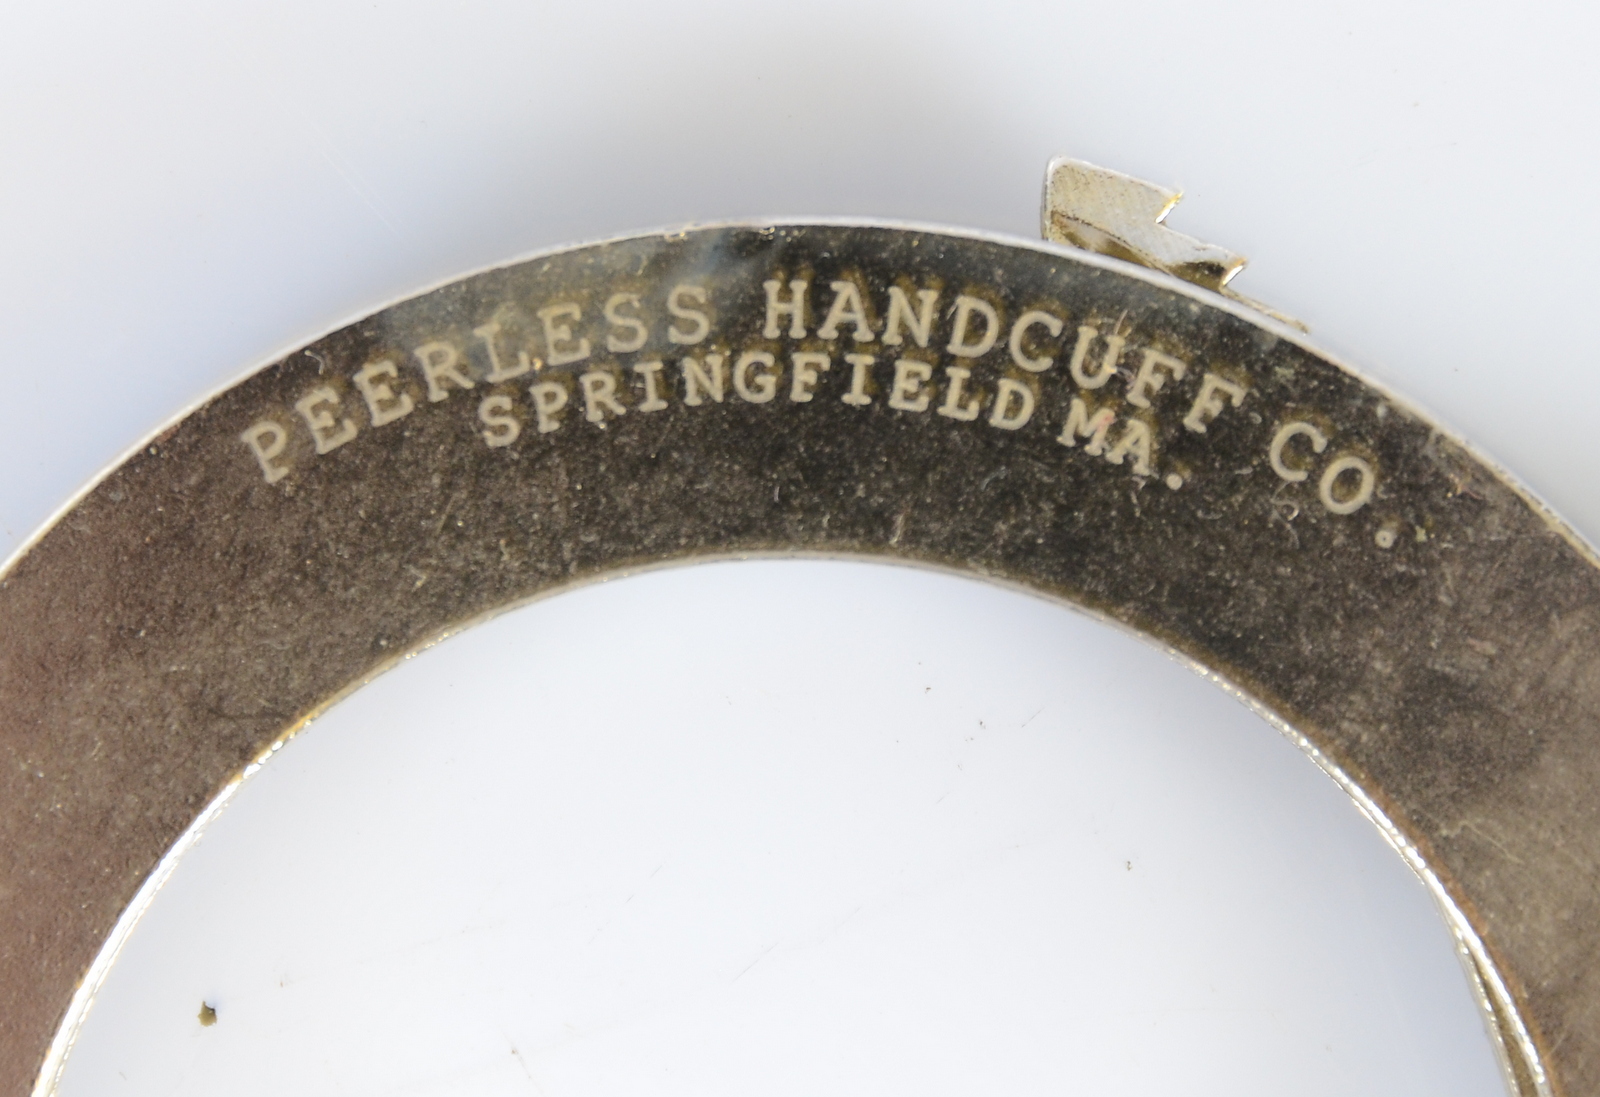 PEERLESS HANDCUFF CO.
SPRINGFIELD MA.